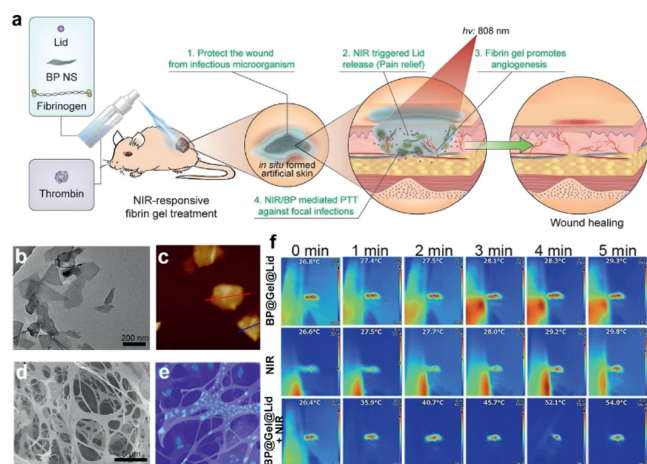 a
Lid
BP NS
Fibrinogen
Thrombin
NIR-responsive
fibrin gel treatment
1. Protect the wound
from infectious microorganism
in situ formed
artificial skin
2. NIR triggered Lid
release (Pain relief)
hv: 808 nm
3. Fibrin gel promotes
angiogenesis
4. NIR/BP mediated PTT
against focal infections
Wound healing
b
200 nm
c
d
5 μm
e
f
0 min 1 min 2 min 3 min 4 min 5 min
BP@Gel@Lid
26.8°C 27.4°C 27.5°C 28.1°C 28.3°C 29.3°C
NIR
26.6°C 27.5°C 27.7°C 28.0°C 29.2°C 29.8°C
BP@Gel@Lid
+ NIR
26.4°C 35.9°C 40.7°C 45.7°C 52.1°C 54.0°C